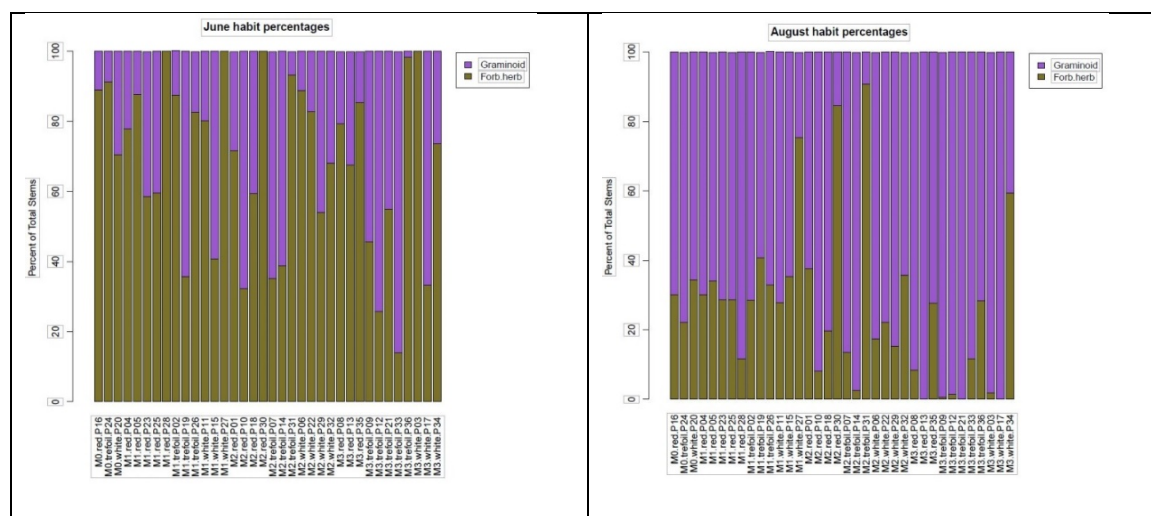 June habit percentages
Graminoid
Forb.herb
Percent of Total Stems
0
20
40
60
80
100
M0.red.P16
M0.trefoil.P24
M0.white.P20
M1.red.P04
M1.red.P05
M1.red.P23
M1.red.P25
M1.red.P28
M1.trefoil.P02
M1.trefoil.P19
M1.trefoil.P26
M1.white.P11
M1.white.P15
M1.white.P27
M2.red.P01
M2.red.P10
M2.red.P18
M2.red.P30
M2.trefoil.P07
M2.trefoil.P14
M2.trefoil.P31
M2.white.P06
M2.white.P22
M2.white.P29
M2.white.P32
M3.red.P08
M3.red.P13
M3.red.P35
M3.trefoil.P09
M3.trefoil.P12
M3.trefoil.P21
M3.trefoil.P33
M3.trefoil.P36
M3.white.P03
M3.white.P17
M3.white.P34
August habit percentages
Graminoid
Forb.herb
Percent of Total Stems
0
20
40
60
80
100
M0.red.P16
M0.trefoil.P24
M0.white.P20
M1.red.P04
M1.red.P05
M1.red.P23
M1.red.P25
M1.red.P28
M1.trefoil.P02
M1.trefoil.P19
M1.trefoil.P26
M1.white.P11
M1.white.P15
M1.white.P27
M2.red.P01
M2.red.P10
M2.red.P18
M2.red.P30
M2.trefoil.P07
M2.trefoil.P14
M2.trefoil.P31
M2.white.P06
M2.white.P22
M2.white.P29
M2.white.P32
M3.red.P08
M3.red.P13
M3.red.P35
M3.trefoil.P09
M3.trefoil.P12
M3.trefoil.P21
M3.trefoil.P33
M3.trefoil.P36
M3.white.P03
M3.white.P17
M3.white.P34